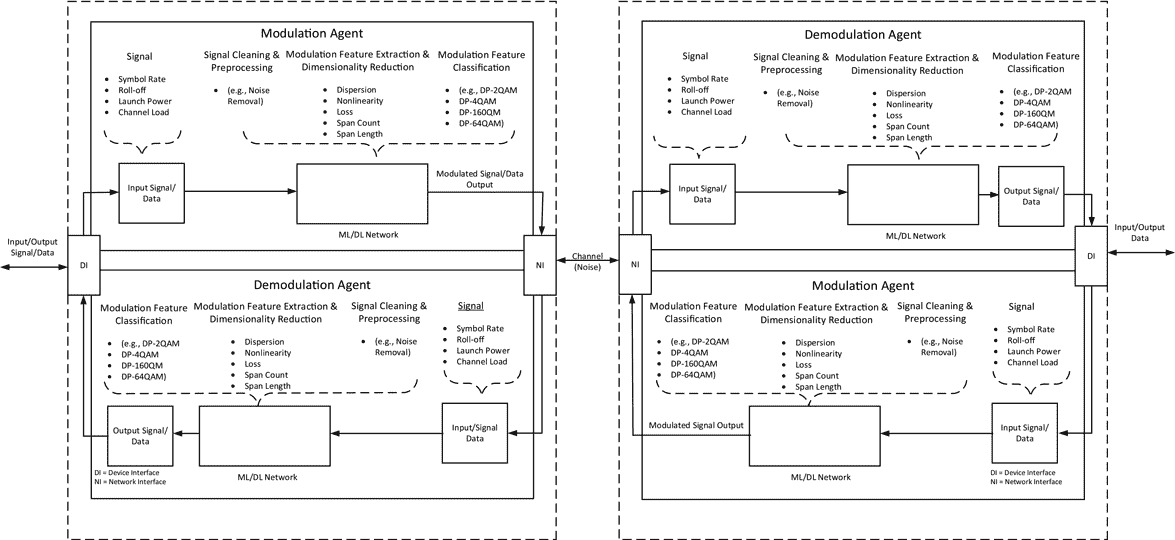 Modulation Agent
Signal
Symbol Rate
Roll-off
Launch Power
Channel Load
Signal Cleaning &
Preprocessing
(e.g., Noise
Removal)
Modulation Feature Extraction &
Dimensionality Reduction
Dispersion
Nonlinearity
Loss
Span Count
Span Length
Modulation Feature
Classification
(e.g., DP-2QAM
DP-4QAM
DP-160QM
DP-64QAM)
Input Signal/
Data
ML/DL Network
Modulated Signal/Data
Output
Input/Output
Signal/Data
DI
NI
Demodulation Agent
Modulation Feature
Classification
(e.g., DP-2QAM
DP-4QAM
DP-160QM
DP-64QAM)
Modulation Feature Extraction &
Dimensionality Reduction
Dispersion
Nonlinearity
Loss
Span Count
Span Length
Signal Cleaning &
Preprocessing
(e.g., Noise
Removal)
Signal
Symbol Rate
Roll-off
Launch Power
Channel Load
Output Signal/
Data
ML/DL Network
Input/Signal
Data
DI = Device Interface
NI = Network Interface
Channel
(Noise)
Demodulation Agent
Signal
Symbol Rate
Roll-off
Launch Power
Channel Load
Signal Cleaning &
Preprocessing
(e.g., Noise
Removal)
Modulation Feature Extraction &
Dimensionality Reduction
Dispersion
Nonlinearity
Loss
Span Count
Span Length
Modulation Feature
Classification
(e.g., DP-2QAM
DP-4QAM
DP-160QM
DP-64QAM)
Input Signal/
Data
ML/DL Network
Output Signal/
Data
NI
DI
Input/Output
Data
Modulation Agent
Modulation Feature
Classification
(e.g., DP-2QAM
DP-4QAM
DP-160QAM
DP-64QAM)
Modulation Feature Extraction &
Dimensionality Reduction
Dispersion
Nonlinearity
Loss
Span Count
Span Length
Signal Cleaning &
Preprocessing
(e.g., Noise
Removal)
Signal
Symbol Rate
Roll-off
Launch Power
Channel Load
Modulated Signal Output
ML/DL Network
Input Signal/
Data
DI = Device Interface
NI = Network Interface